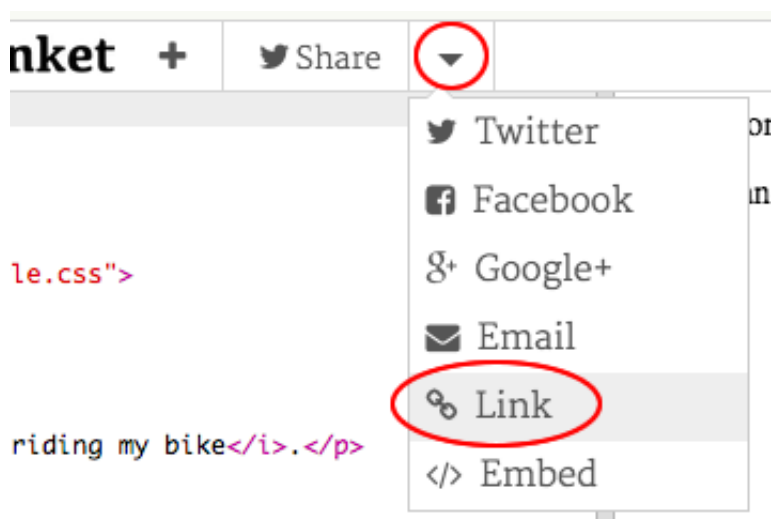 nket + Share
Twitter
Facebook
Google+
Email
Link
Embed
le.css">
riding my bike</i>.</p>